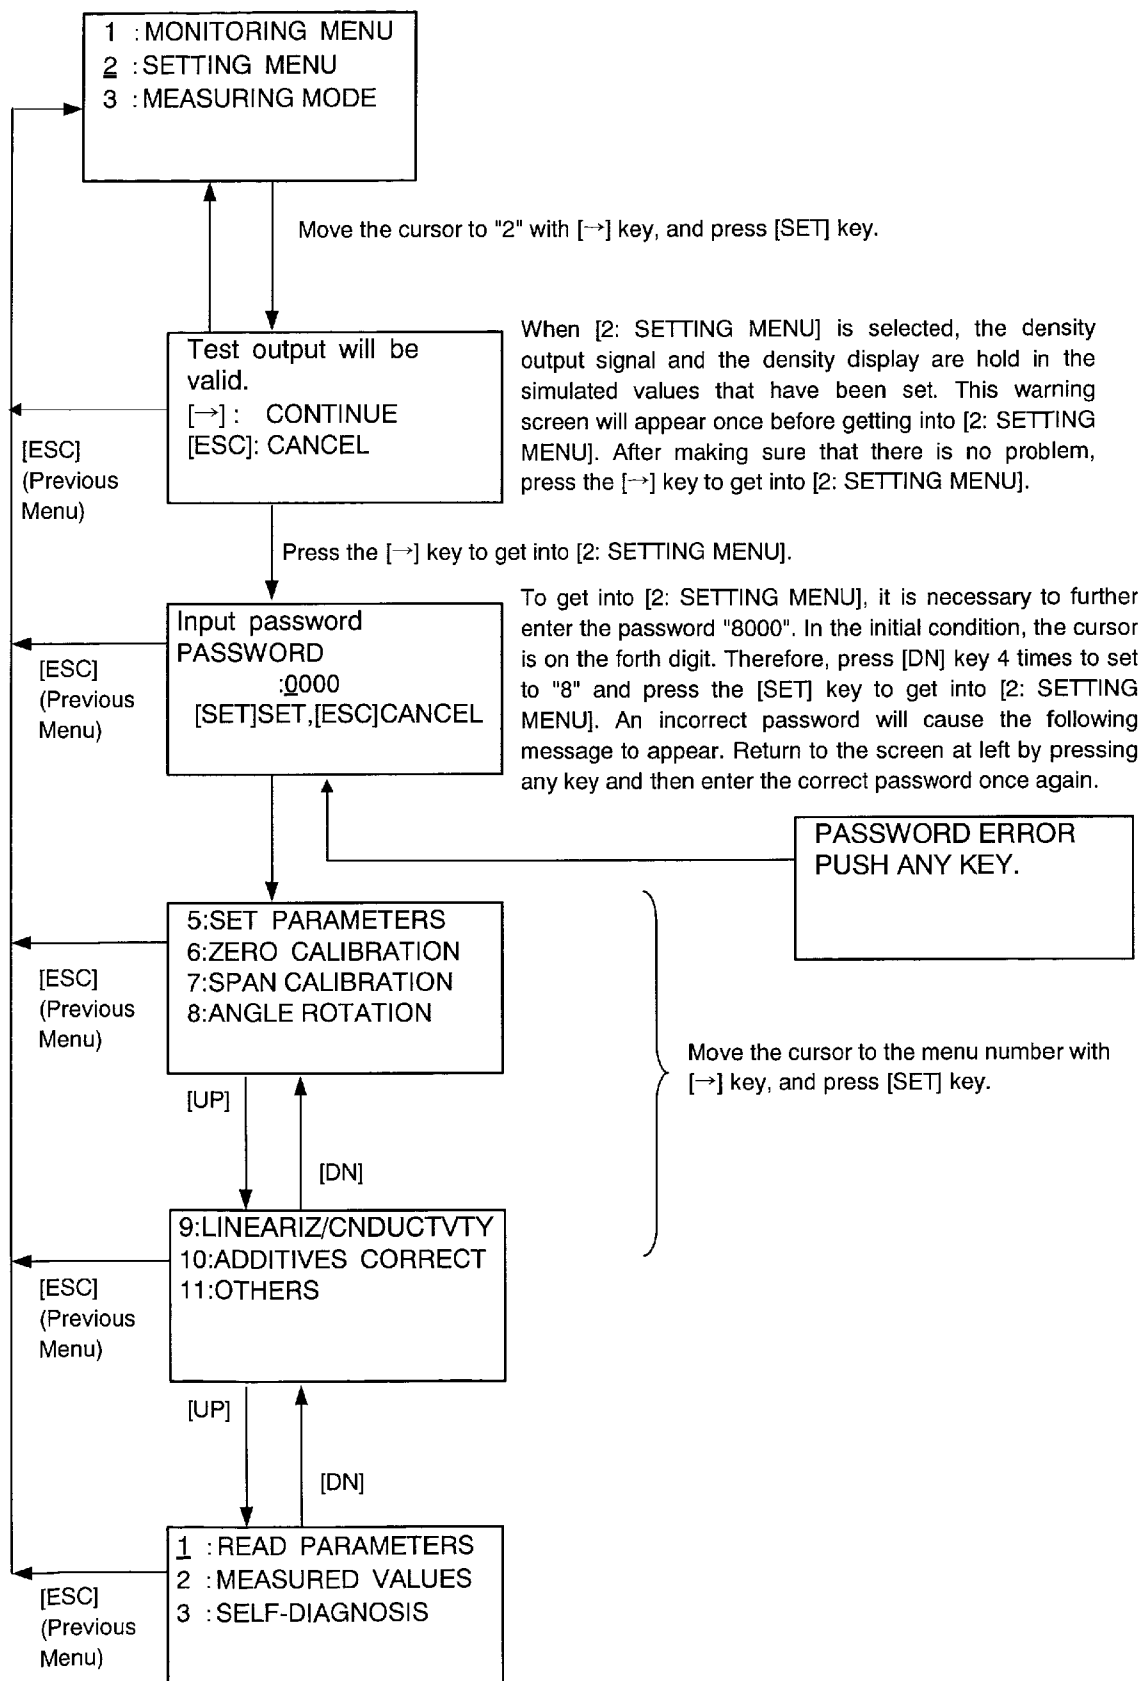 1 :MONITORING MENU
2 :SETTING MENU
3 :MEASURING MODE
Move the cursor to "2" with [→] key, and press [SET] key.
Test output will be
valid.
[→] : CONTINUE
[ESC]: CANCEL
When [2: SETTING MENU] is selected, the density
output signal and the density display are hold in the
simulated values that have been set. This warning
screen will appear once before getting into [2: SETTING
MENU]. After making sure that there is no problem,
press the [→] key to get into [2: SETTING MENU].
[ESC]
(Previous
Menu)
Press the [→] key to get into [2: SETTING MENU].
Input password
PASSWORD
:0000
[SET]SET,[ESC]CANCEL
To get into [2: SETTING MENU], it is necessary to further
enter the password "8000". In the initial condition, the cursor
is on the forth digit. Therefore, press [DN] key 4 times to set
to "8" and press the [SET] key to get into [2: SETTING
MENU]. An incorrect password will cause the following
message to appear. Return to the screen at left by pressing
any key and then enter the correct password once again.
[ESC]
(Previous
Menu)
PASSWORD ERROR
PUSH ANY KEY.
5:SET PARAMETERS
6:ZERO CALIBRATION
7:SPAN CALIBRATION
8:ANGLE ROTATION
[ESC]
(Previous
Menu)
Move the cursor to the menu number with
[→] key, and press [SET] key.
[UP]
[DN]
9:LINEARIZ/CNDUCTVTY
10:ADDITIVES CORRECT
11:OTHERS
[ESC]
(Previous
Menu)
[UP]
[DN]
1 :READ PARAMETERS
2 :MEASURED VALUES
3 :SELF-DIAGNOSIS
[ESC]
(Previous
Menu)